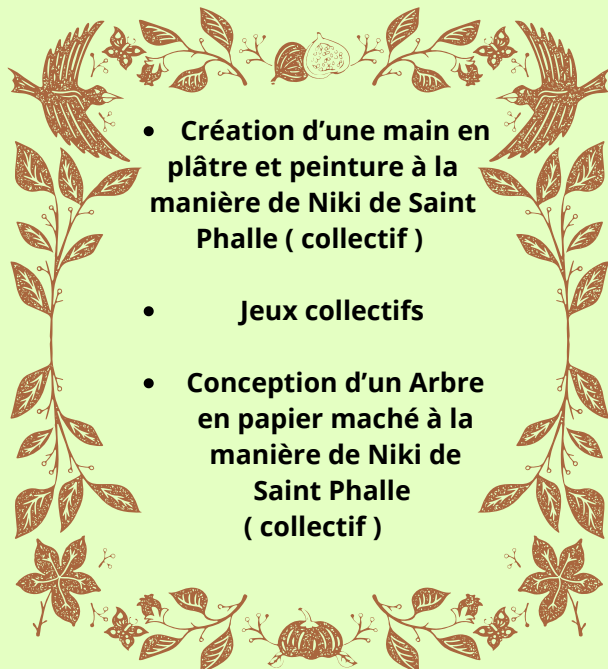 • Création d'une main en
plâtre et peinture à la
manière de Niki de Saint
Phalle ( collectif )
• Jeux collectifs
• Conception d'un Arbre
en papier maché à la
manière de Niki de
Saint Phalle
( collectif )